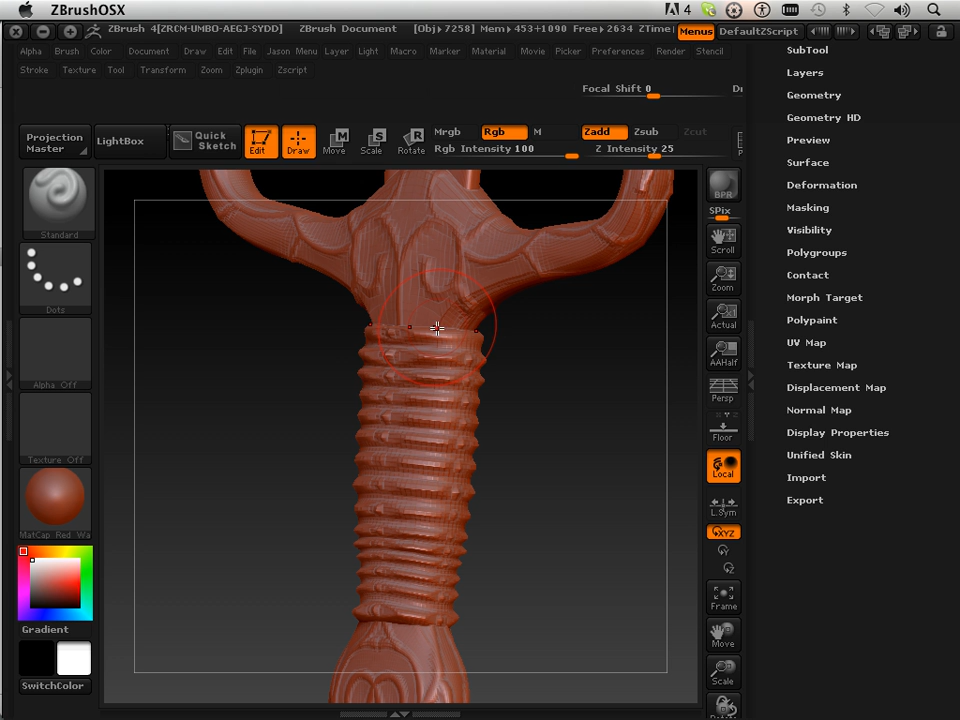 ZBrushOSX
4
ZBrush 4[ZRCM-UMBO-AEGJ-SYDD] ZBrush Document [Obj▸7258] Mem▸453+1090 Free▸2634 ZTime Menus DefaultZScript
Alpha Brush Color Document Draw Edit File Jason Menu Layer Light Macro Marker Material Movie Picker Preferences Render Stencil
Stroke Texture Tool Transform Zoom Zplugin Zscript
Focal Shift 0 Dr
Projection Master
LightBox
Quick Sketch
Edit
Draw
Move
Scale
Rotate
Mrgb Rgb M Zadd Zsub Zcut
Rgb Intensity 100 Z Intensity 25
Standard
Dots
Alpha Off
Texture Off
MatCap Red Wa
Gradient
SwitchColor
BPR
SPix
Scroll
Zoom
Actual
AAHalf
Persp
Floor
Local
L.Sym
XYZ
Frame
Move
Scale
SubTool
Layers
Geometry
Geometry HD
Preview
Surface
Deformation
Masking
Visibility
Polygroups
Contact
Morph Target
Polypaint
UV Map
Texture Map
Displacement Map
Normal Map
Display Properties
Unified Skin
Import
Export